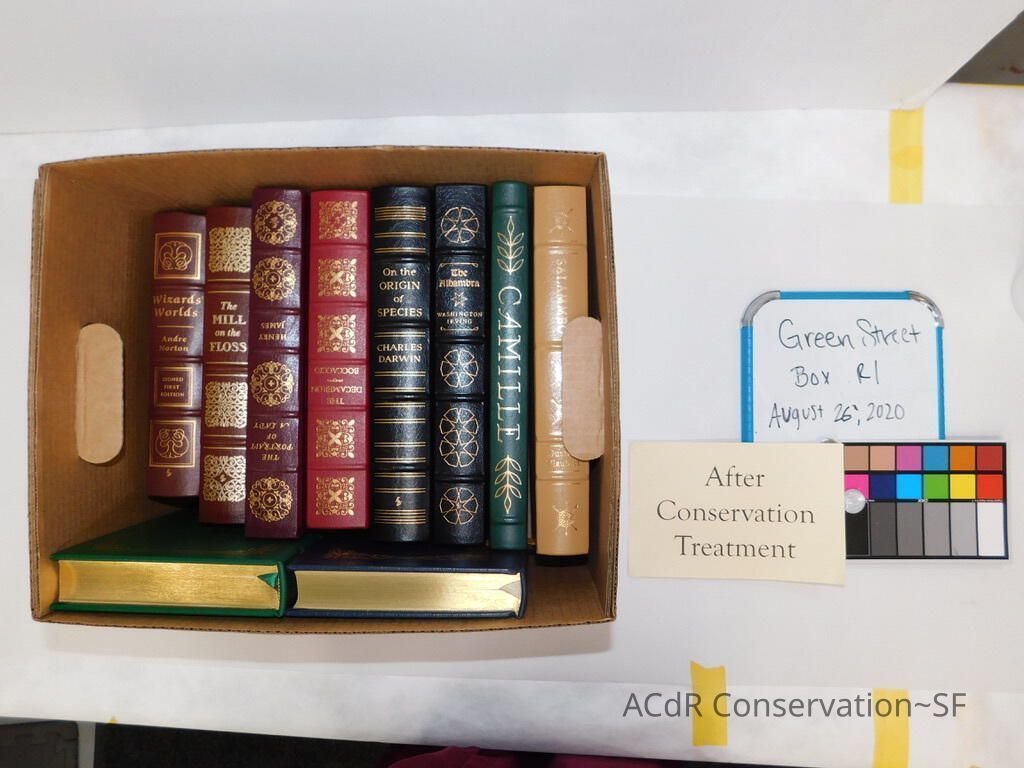 Wizards'
Worlds
Andre
Norton
SIGNED
FIRST
EDITION
The
MILL
on the
FLOSS
HENRY
JAMES
THE
PORTRAIT
OF
A LADY
THE
DECAMERON
BOCCACCIO
On the
ORIGIN
of
SPECIES
CHARLES
DARWIN
The
Alhambra
WASHINGTON
IRVING
CAMILLE
Green Street
Box R1
August 26, 2020
After
Conservation
Treatment
ACdR Conservation~SF